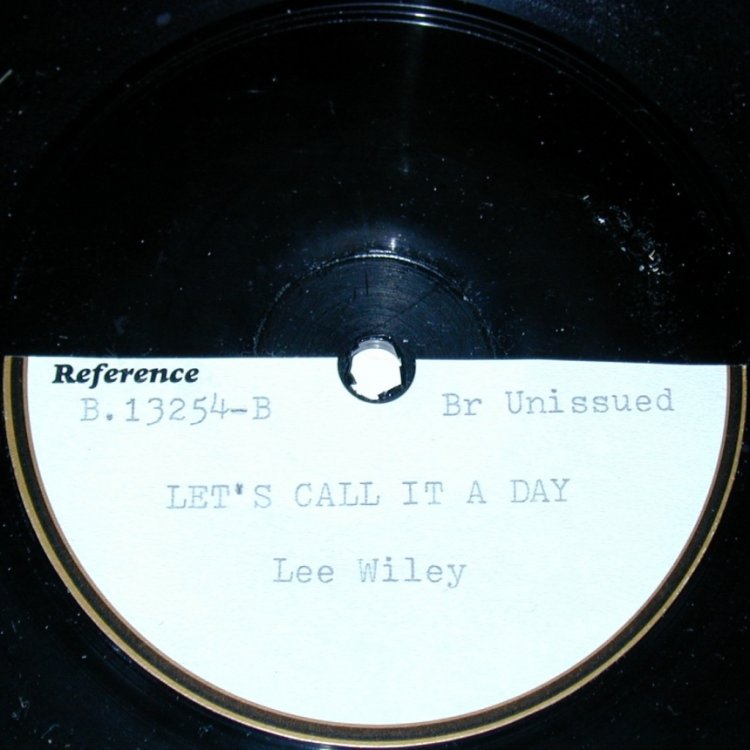 Reference
B.13254-B Br Unissued
LET'S CALL IT A DAY
Lee Wiley